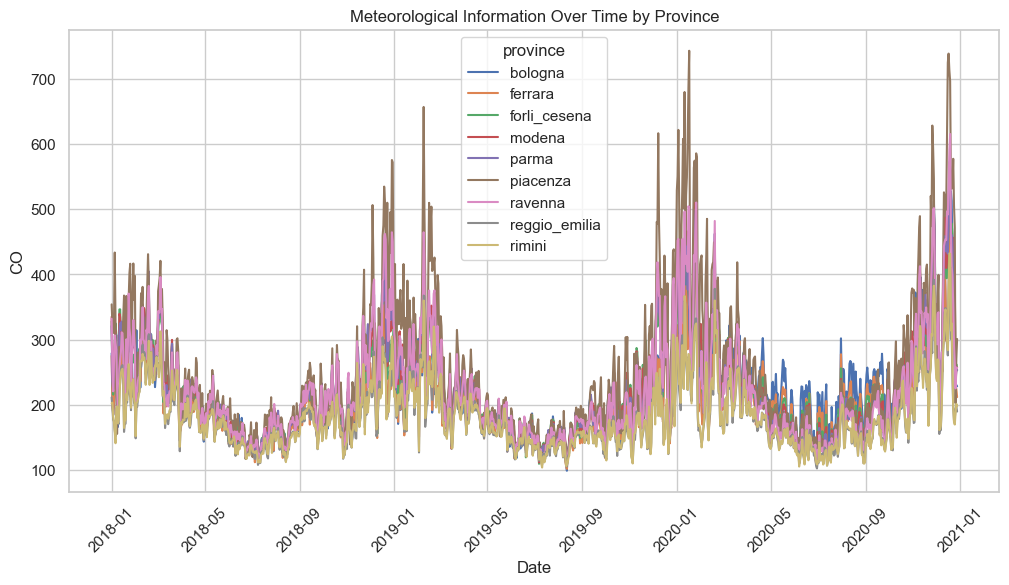 Meteorological Information Over Time by Province
CO
700
600
500
400
300
200
100
province
bologna
ferrara
forli_cesena
modena
parma
piacenza
ravenna
reggio_emilia
rimini
2018-01
2018-05
2018-09
2019-01
2019-05
2019-09
2020-01
2020-05
2020-09
2021-01
Date